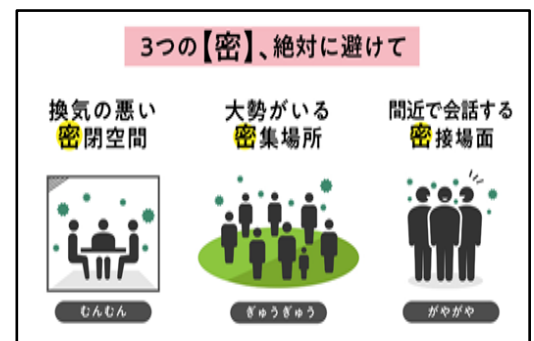 3つの【密】、絶対に避けて
換気の悪い
密閉空間
大勢がいる
密集場所
間近で会話する
密接場面
むんむん
ぎゅうぎゅう
がやがや